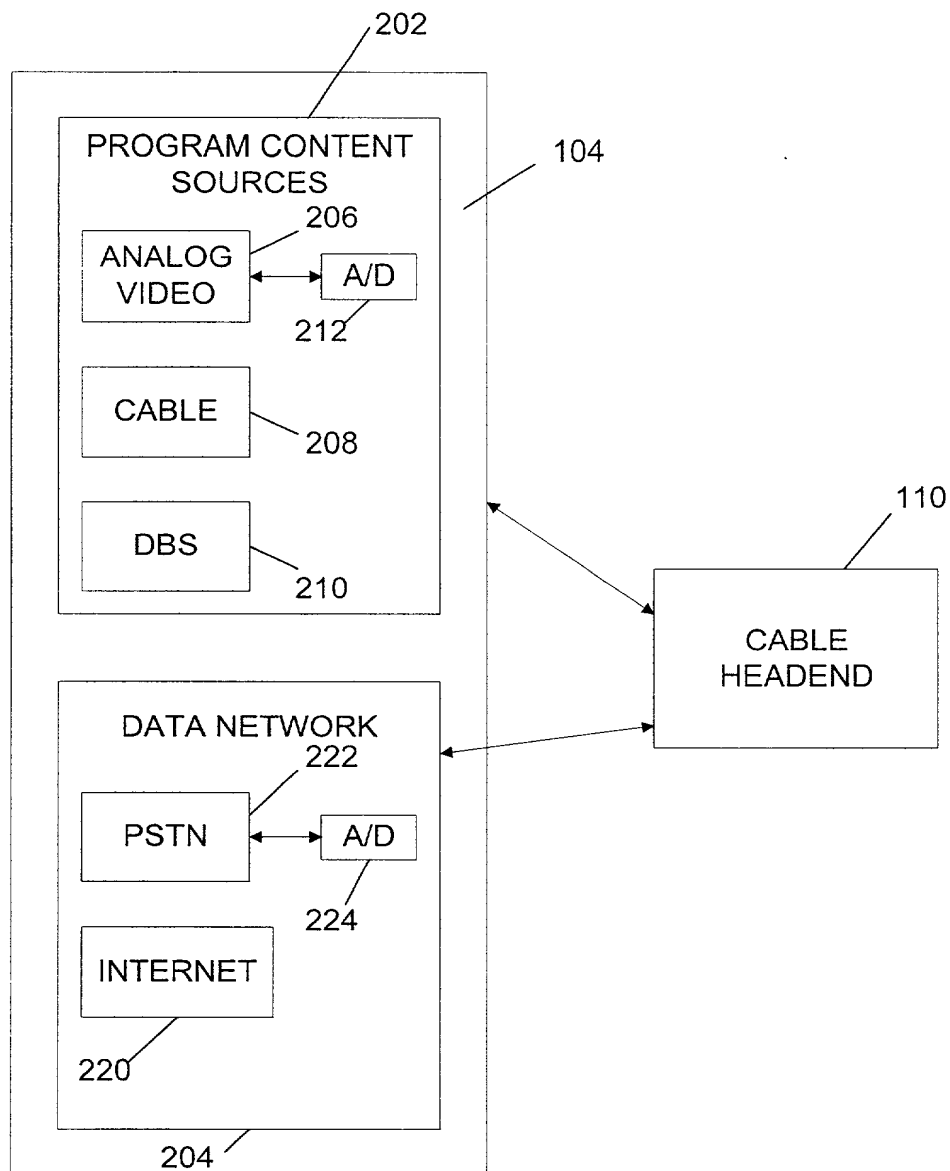 202
PROGRAM CONTENT
SOURCES
104
206
ANALOG
VIDEO
A/D
212
CABLE
208
110
DBS
210
CABLE
HEADEND
DATA NETWORK
222
PSTN
A/D
224
INTERNET
220
204